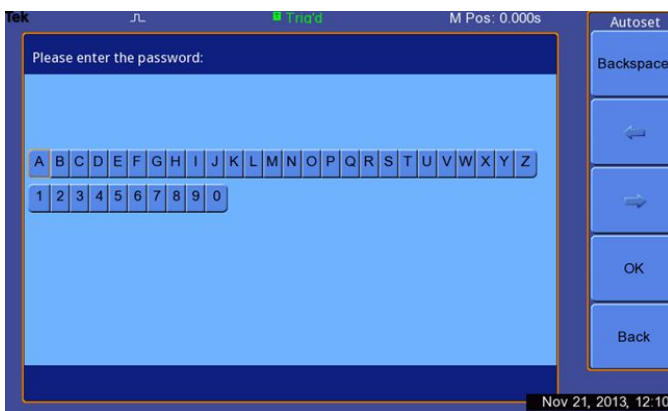 Tek Trig'd M Pos: 0.000s
Autoset
Please enter the password:
Backspace
A B C D E F G H I J K L M N O P Q R S T U V W X Y Z
1 2 3 4 5 6 7 8 9 0
OK
Back
Nov 21, 2013, 12:10